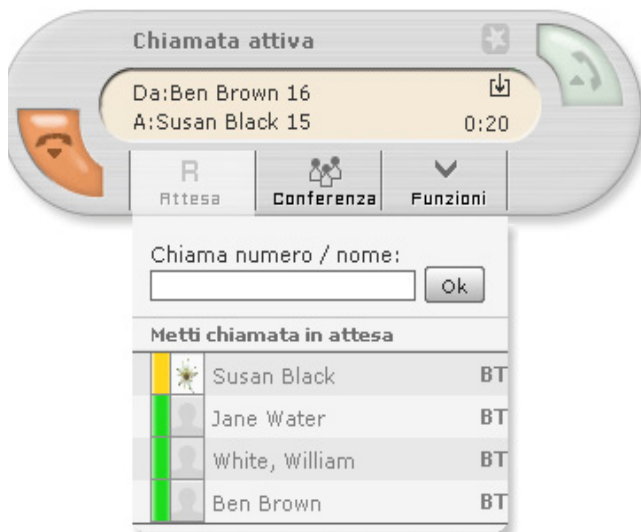 Chiamata attiva
Da:Ben Brown 16
A:Susan Black 15 0:20
R
Attesa Conferenza Funzioni
Chiama numero / nome:
Ok
Metti chiamata in attesa
Susan Black BT
Jane Water BT
White, William BT
Ben Brown BT